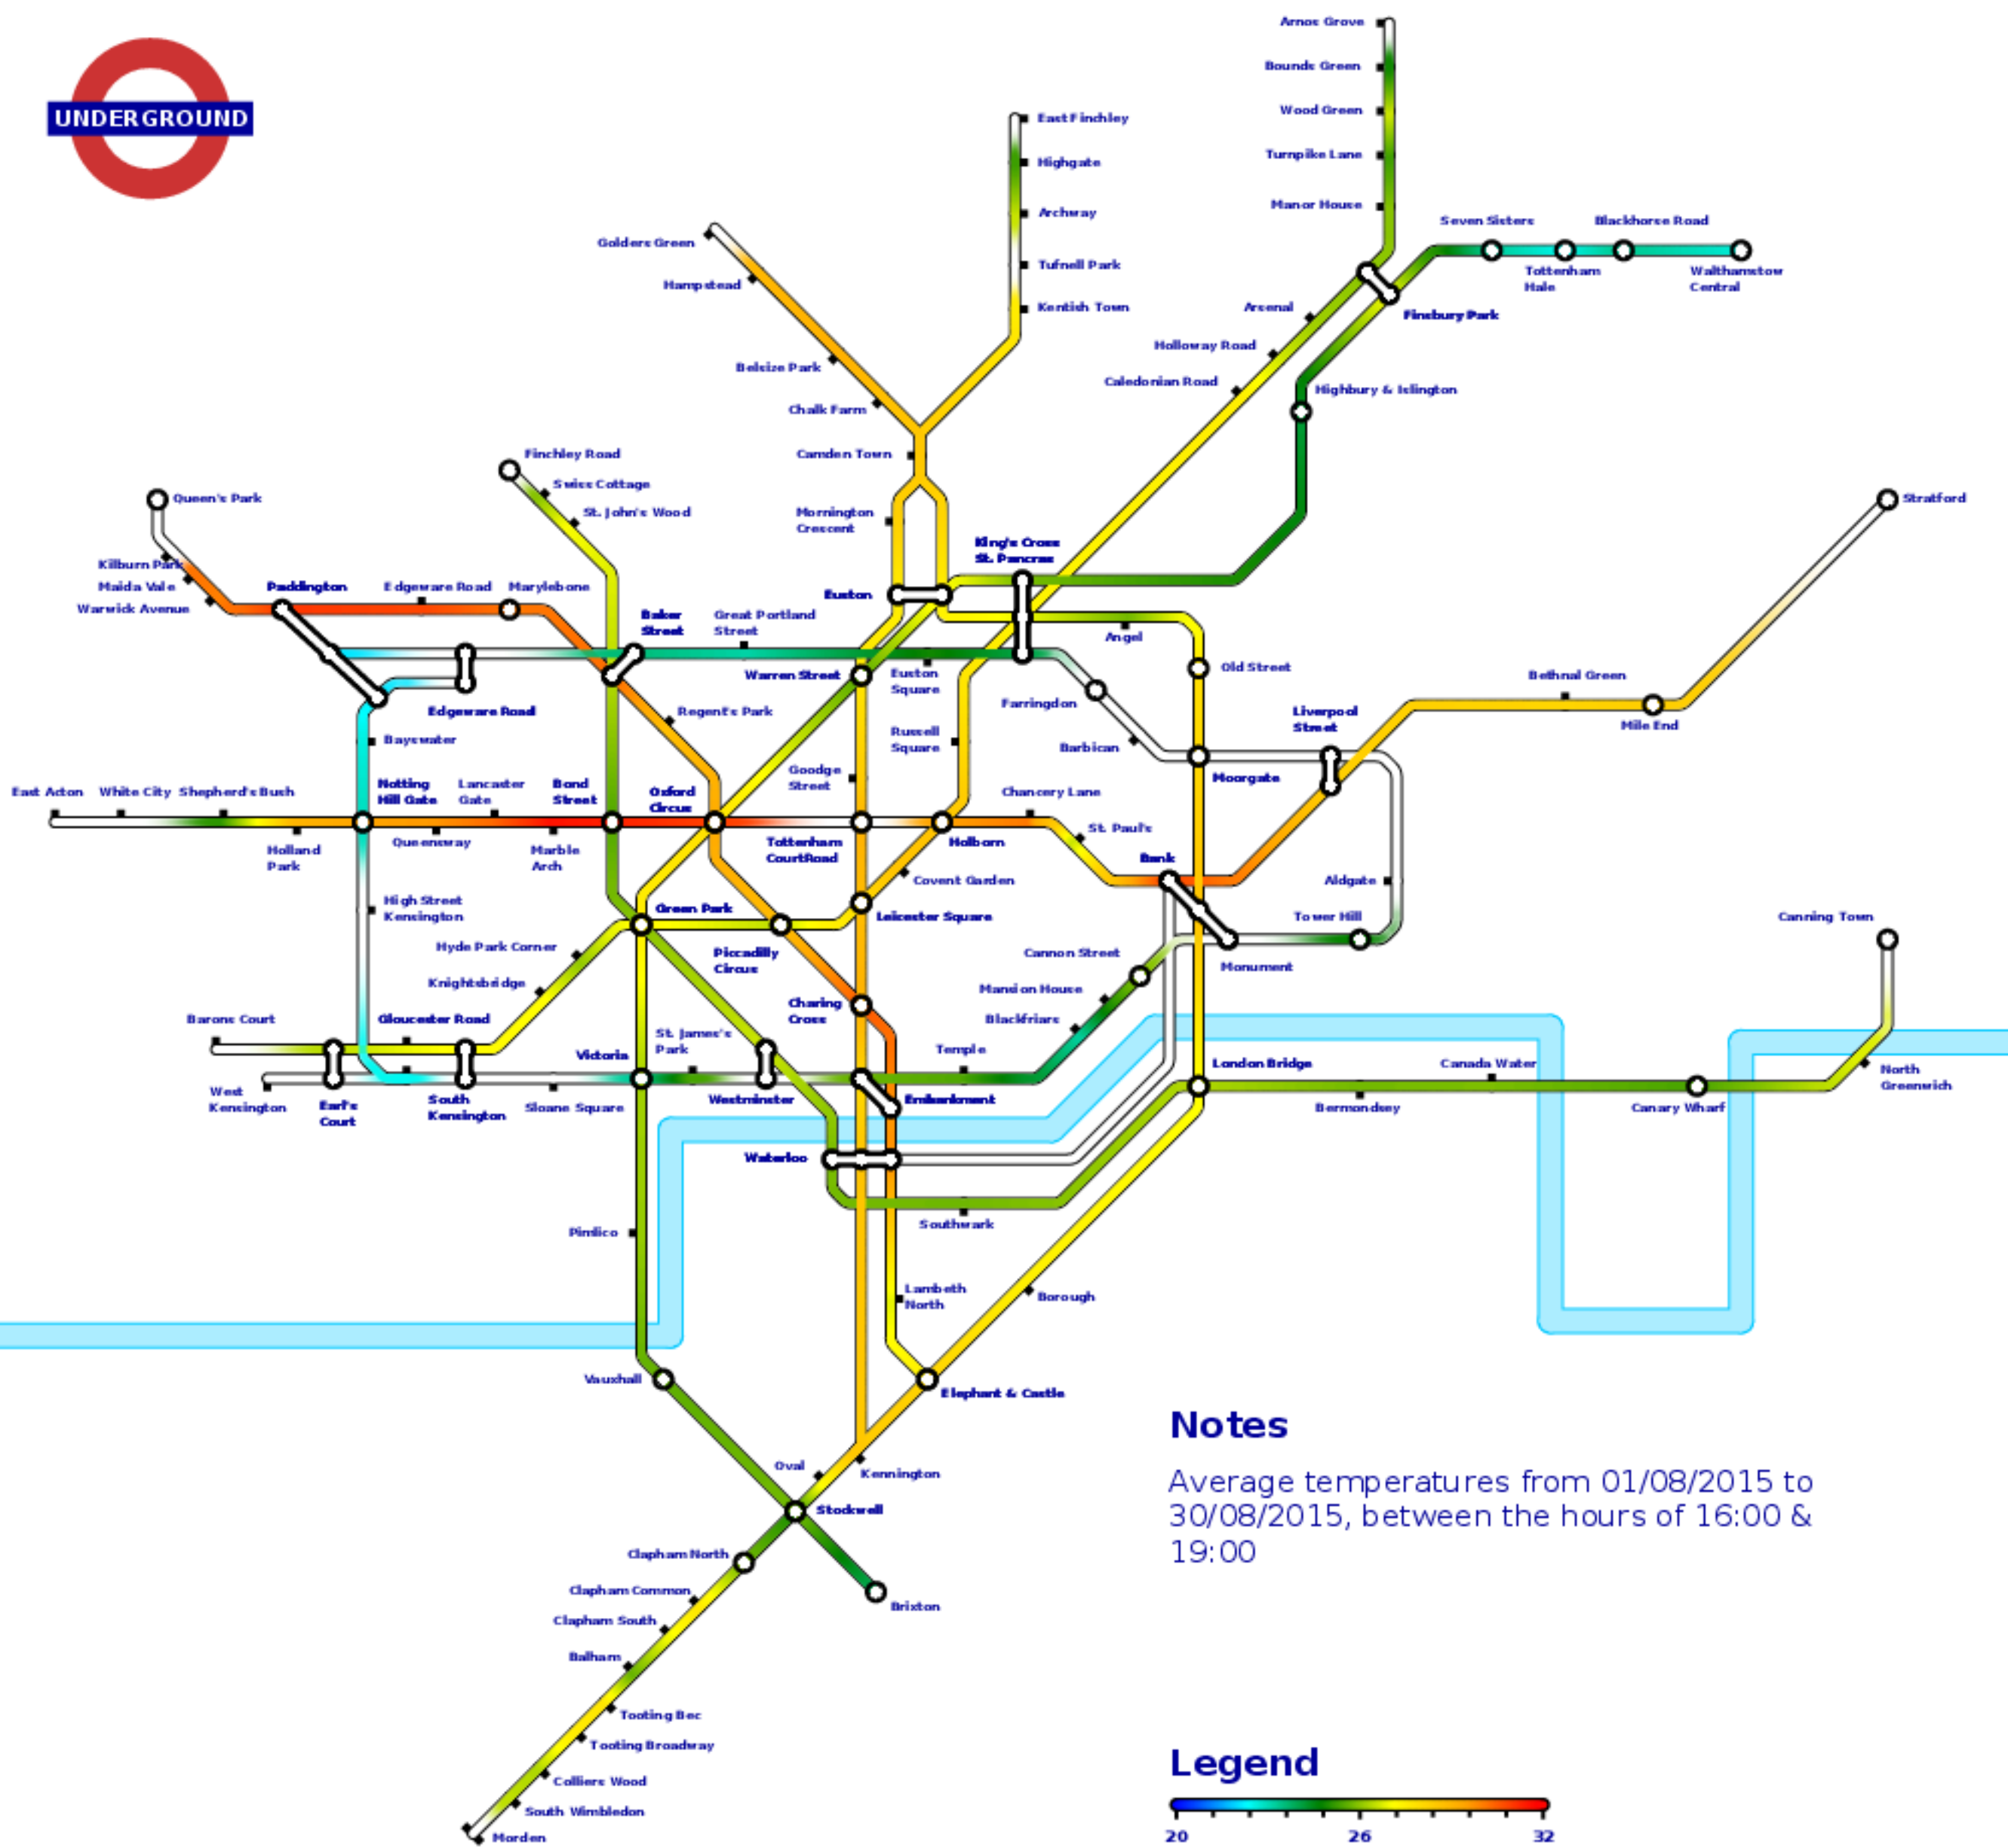 UNDERGROUND
Arnos Grove
Bounds Green
Wood Green
Turnpike Lane
Manor House
East Finchley
Highgate
Archway
Tufnell Park
Kentish Town
Golders Green
Hampstead
Belsize Park
Chalk Farm
Camden Town
Mornington
Crescent
Seven Sisters
Blackhorse Road
Tottenham
Hale
Walthamstow
Central
Finsbury Park
Arsenal
Holloway Road
Caledonian Road
Highbury & Islington
Finchley Road
Swiss Cottage
St. John's Wood
Queen's Park
Kilburn Park
Maida Vale
Warwick Avenue
Paddington
Edgeware Road
Marylebone
Baker
Street
Great Portland
Street
Euston
King's Cross
St. Pancras
Angel
Old Street
Stratford
Warren Street
Euston
Square
Farringdon
Barbican
Moorgate
Liverpool
Street
Bethnal Green
Mile End
Edgeware Road
Regent's Park
Russell
Square
Bayswater
Goodge
Street
East Acton
White City
Shepherd's Bush
Notting
Hill Gate
Lancaster
Gate
Bond
Street
Oxford
Circus
Chancery Lane
St. Paul's
Holland
Park
Queensway
Marble
Arch
Tottenham
CourtRoad
Holborn
Bank
Covent Garden
Aldgate
High Street
Kensington
Green Park
Leicester Square
Tower Hill
Canning Town
Hyde Park Corner
Piccadilly
Circus
Cannon Street
Monument
Knightsbridge
Mansion House
Charing
Cross
Blackfriars
Barons Court
Gloucester Road
Victoria
St. James's
Park
Temple
London Bridge
Canada Water
North
Greenwich
West
Kensington
Earl's
Court
South
Kensington
Sloane Square
Westminster
Embankment
Bermondsey
Canary Wharf
Waterloo
Southwark
Pimlico
Lambeth
North
Borough
Vauxhall
Elephant & Castle
Oval
Kennington
Stockwell
Clapham North
Clapham Common
Clapham South
Brixton
Balham
Tooting Bec
Tooting Broadway
Colliers Wood
South Wimbledon
Morden
Notes
Average temperatures from 01/08/2015 to
30/08/2015, between the hours of 16:00 &
19:00
Legend
20 26 32